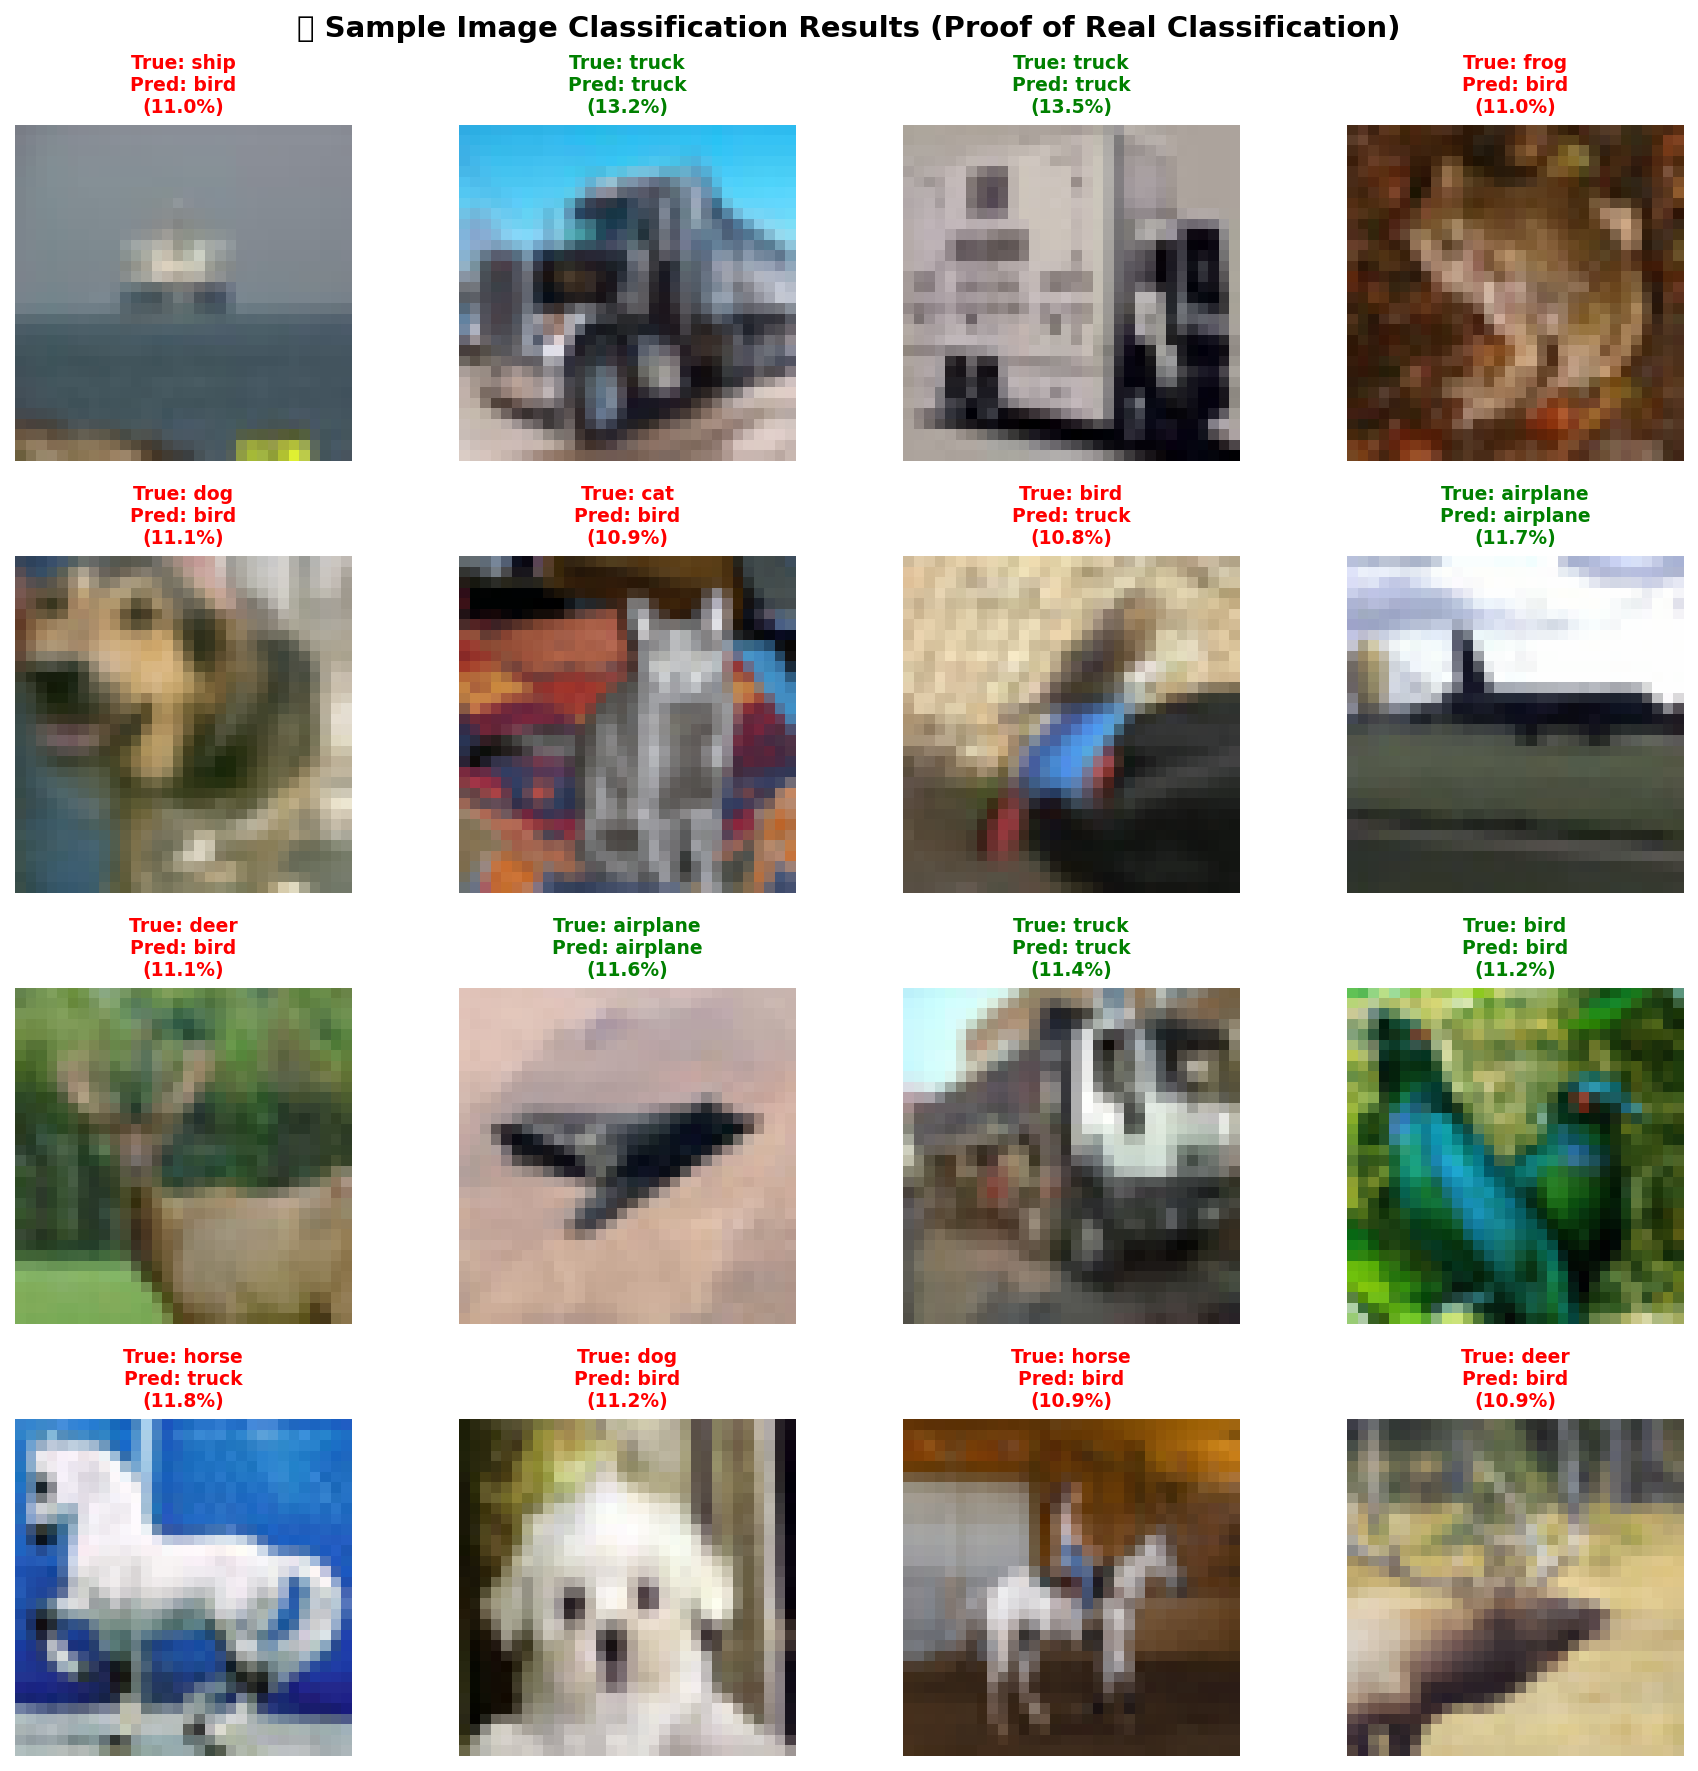 Sample Image Classification Results (Proof of Real Classification)
True: ship
Pred: bird
(11.0%)
True: truck
Pred: truck
(13.2%)
True: truck
Pred: truck
(13.5%)
True: frog
Pred: bird
(11.0%)
True: dog
Pred: bird
(11.1%)
True: cat
Pred: bird
(10.9%)
True: bird
Pred: truck
(10.8%)
True: airplane
Pred: airplane
(11.7%)
True: deer
Pred: bird
(11.1%)
True: airplane
Pred: airplane
(11.6%)
True: truck
Pred: truck
(11.4%)
True: bird
Pred: bird
(11.2%)
True: horse
Pred: truck
(11.8%)
True: dog
Pred: bird
(11.2%)
True: horse
Pred: bird
(10.9%)
True: deer
Pred: bird
(10.9%)